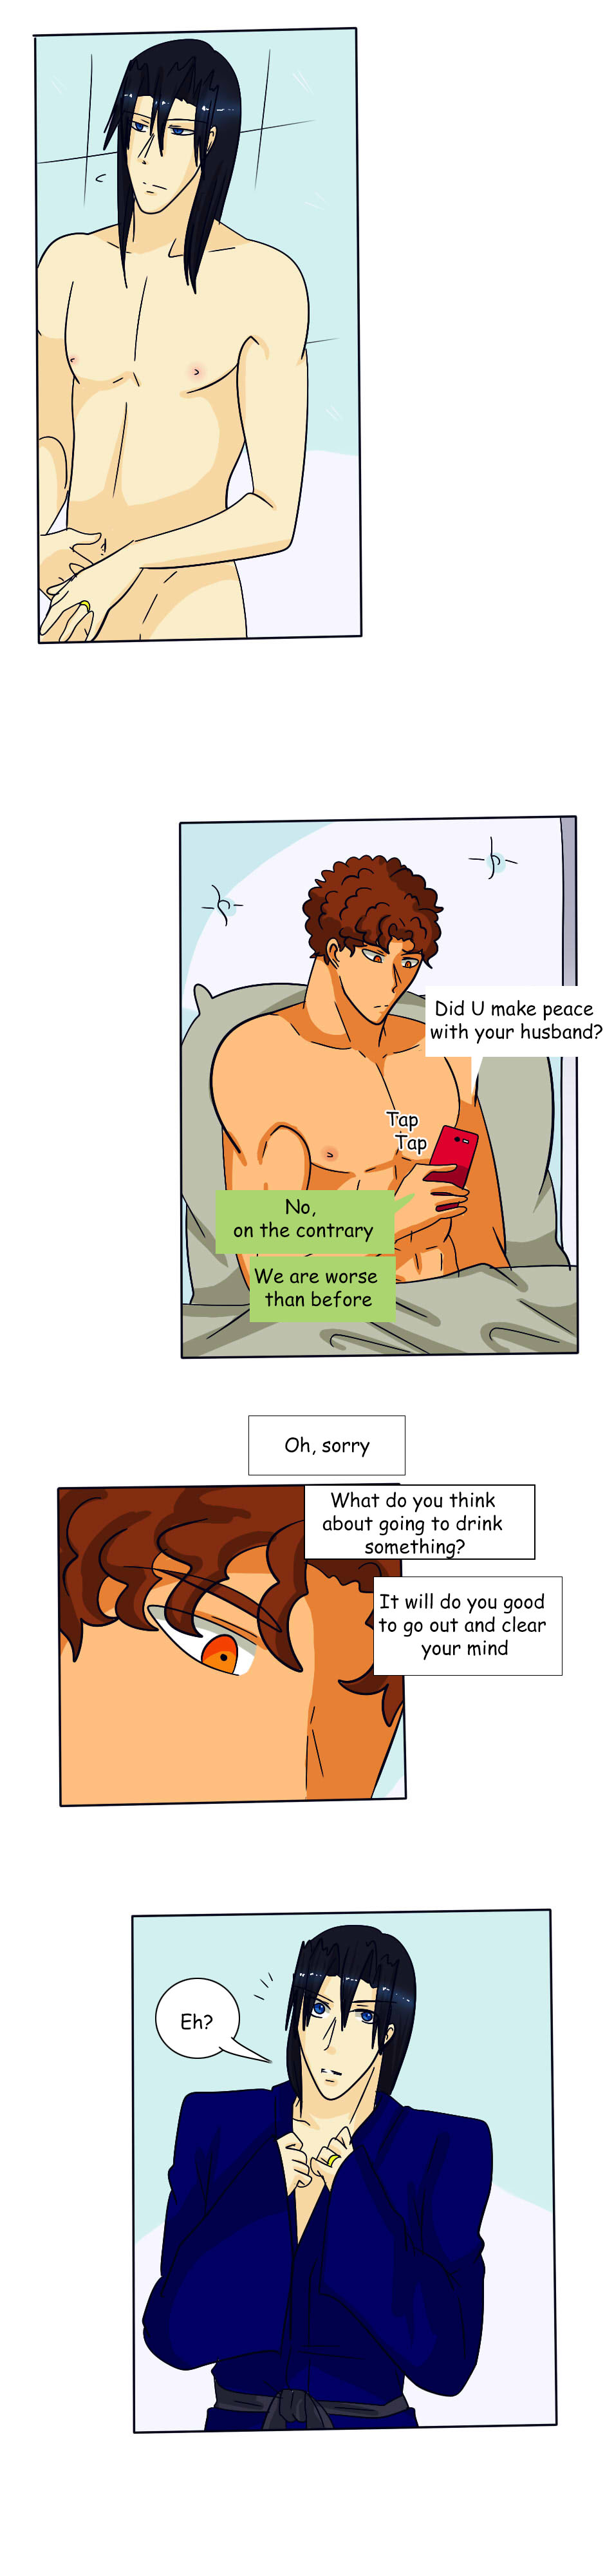 Did U make peace
with your husband?
Tap
Tap
No,
on the contrary
We are worse
than before
Oh, sorry
What do you think
about going to drink
something?
It will do you good
to go out and clear
your mind
Eh?